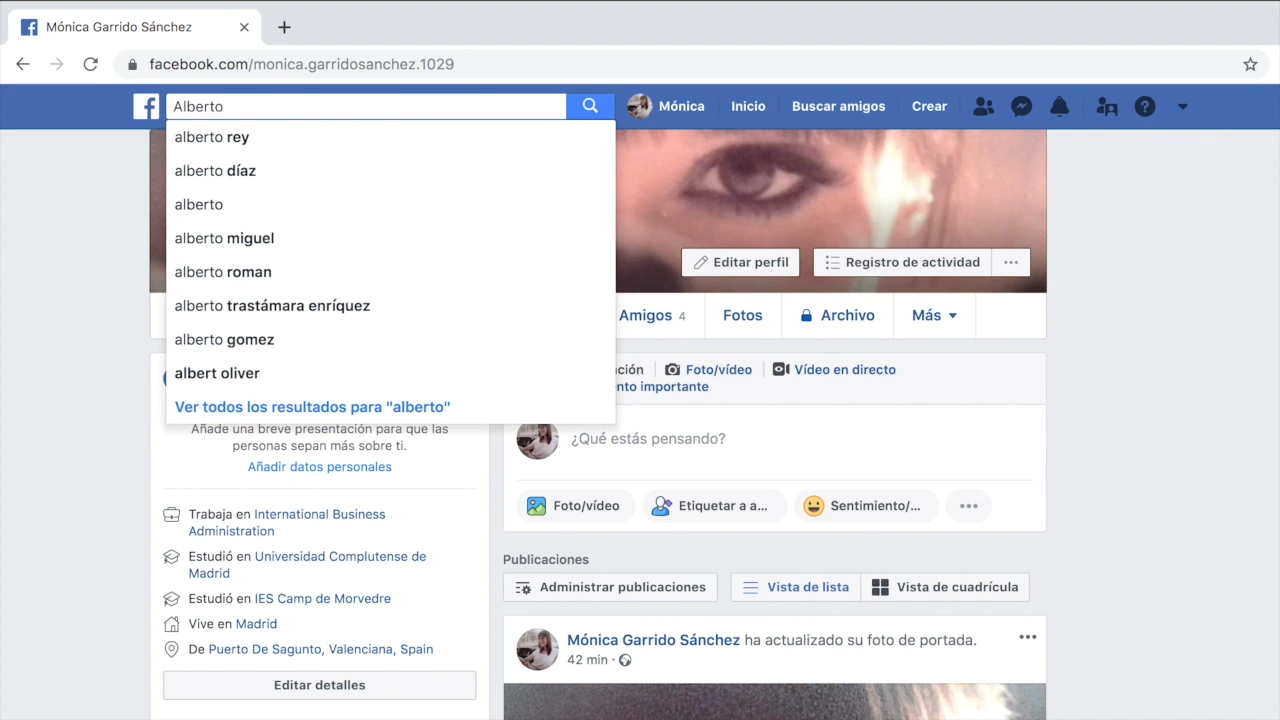 Mónica Garrido Sánchez
facebook.com/monica.garridosanchez.1029
Alberto
Mónica
Inicio
Buscar amigos
Crear
alberto rey
alberto díaz
alberto
alberto miguel
alberto roman
alberto trastámara enríquez
alberto gomez
albert oliver
Ver todos los resultados para "alberto"
Editar perfil
Registro de actividad
Amigos 4
Fotos
Archivo
Más
Añade una breve presentación para que las
personas sepan más sobre ti.
Añadir datos personales
Trabaja en International Business
Administration
Estudió en Universidad Complutense de
Madrid
Estudió en IES Camp de Morvedre
Vive en Madrid
De Puerto De Sagunto, Valenciana, Spain
Editar detalles
ción
Foto/vídeo
Vídeo en directo
nto importante
¿Qué estás pensando?
Foto/vídeo
Etiquetar a a...
Sentimiento/...
Publicaciones
Administrar publicaciones
Vista de lista
Vista de cuadrícula
Mónica Garrido Sánchez ha actualizado su foto de portada.
42 min ·